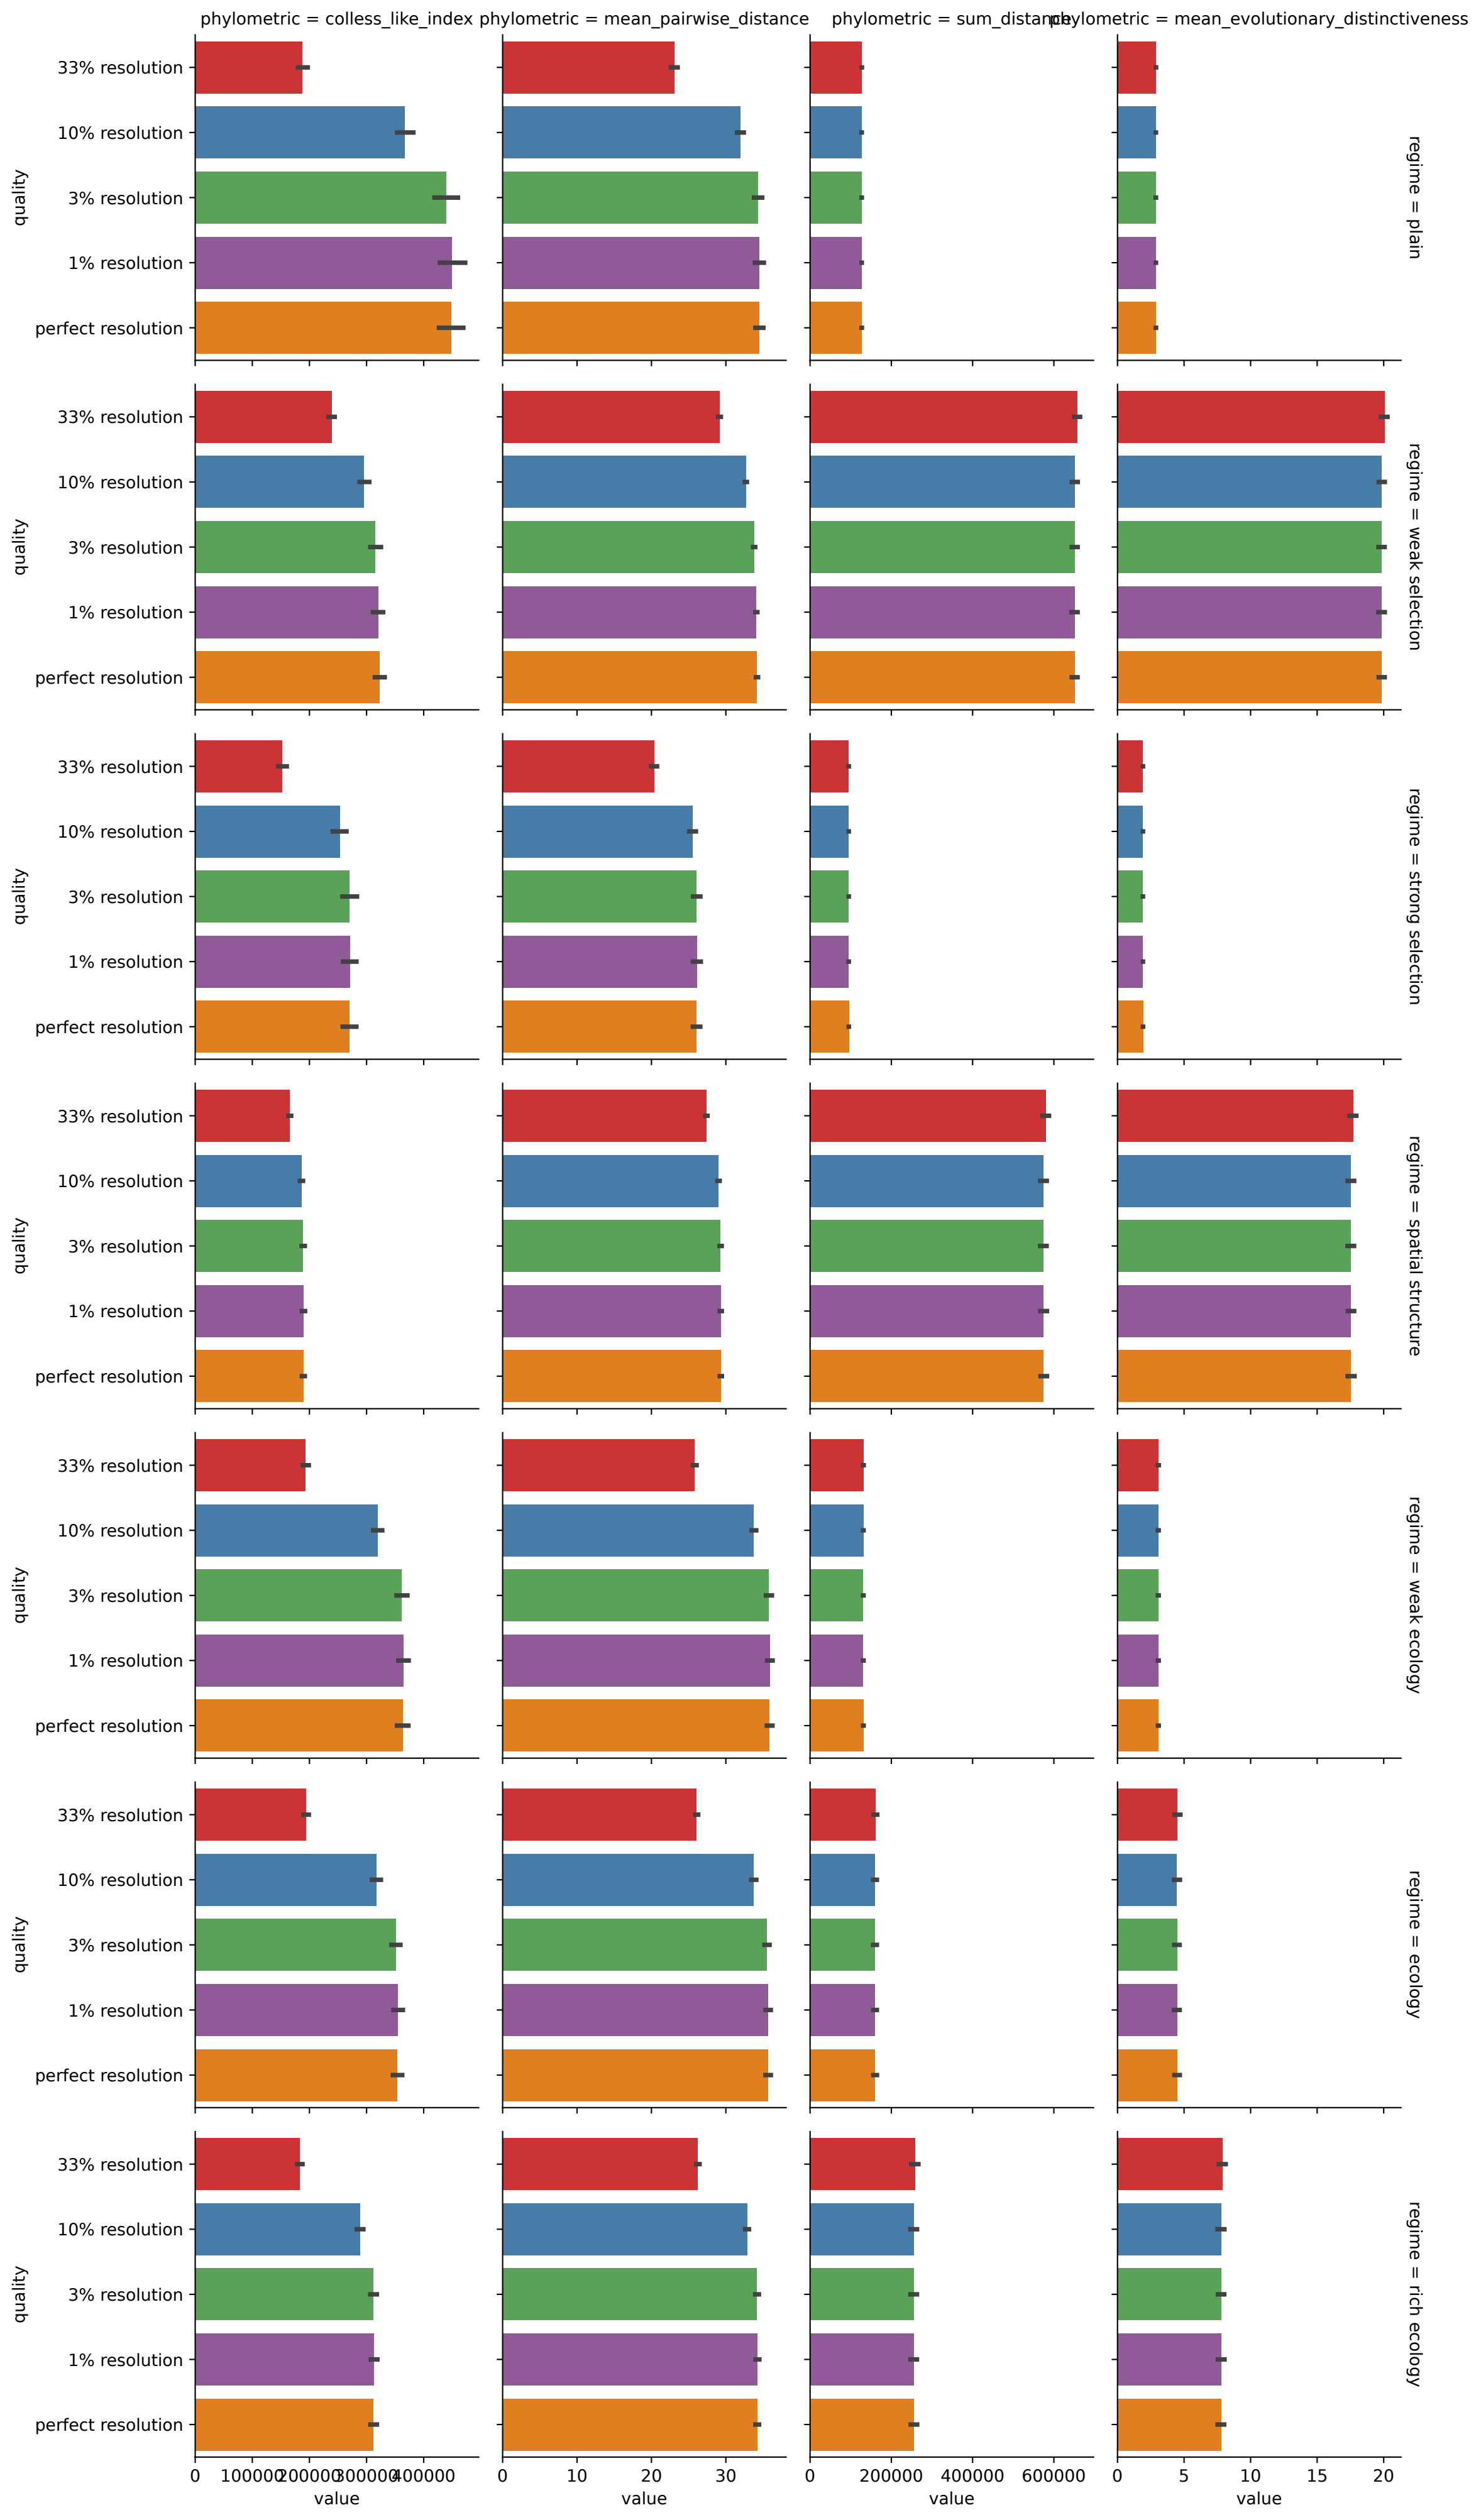 phylometric = colless_like_index
phylometric = mean_pairwise_distance
phylometric = sum_distance
phylometric = mean_evolutionary_distinctiveness
33% resolution
10% resolution
3% resolution
1% resolution
perfect resolution
quality
regime = plain
33% resolution
10% resolution
3% resolution
1% resolution
perfect resolution
quality
regime = weak selection
33% resolution
10% resolution
3% resolution
1% resolution
perfect resolution
quality
regime = strong selection
33% resolution
10% resolution
3% resolution
1% resolution
perfect resolution
quality
regime = spatial structure
33% resolution
10% resolution
3% resolution
1% resolution
perfect resolution
quality
regime = weak ecology
33% resolution
10% resolution
3% resolution
1% resolution
perfect resolution
quality
regime = ecology
33% resolution
10% resolution
3% resolution
1% resolution
perfect resolution
quality
regime = rich ecology
0 100000 200000 300000 400000
value
0 10 20 30
value
0 200000 400000 600000
value
0 5 10 15 20
value